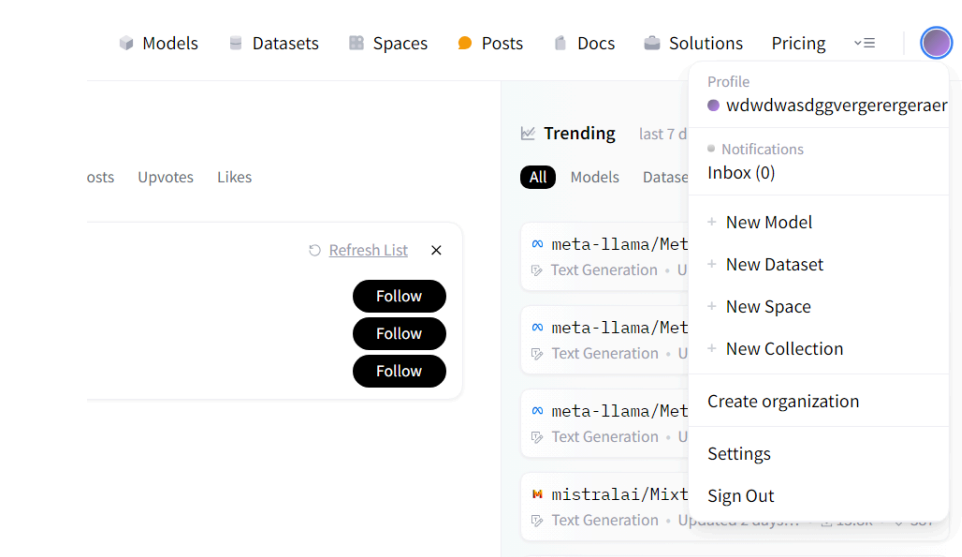 Models Datasets Spaces Posts Docs Solutions Pricing
osts Upvotes Likes
Refresh List
Follow
Follow
Follow
Trending last 7 d
All Models Datase
meta-llama/Met
Text Generation • U
meta-llama/Met
Text Generation • U
meta-llama/Met
Text Generation • U
mistralai/Mixt
Text Generation • Updated 2 days…
Profile
wdwdwasdggvergerergeraer
Notifications
Inbox (0)
+ New Model
+ New Dataset
+ New Space
+ New Collection
Create organization
Settings
Sign Out